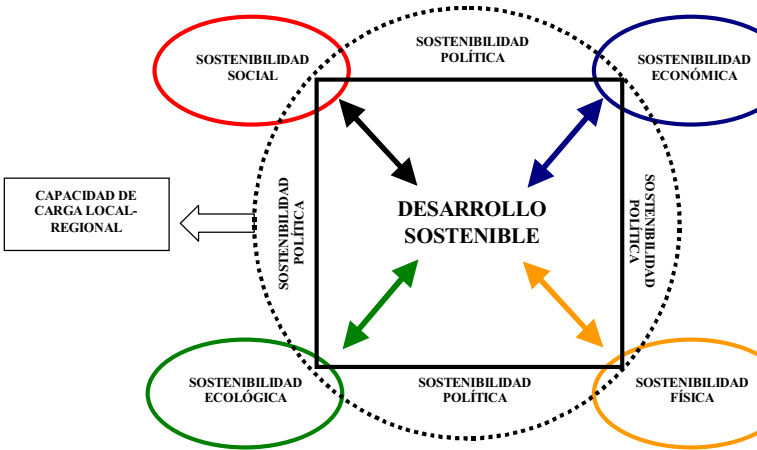 SOSTENIBILIDAD
SOCIAL
SOSTENIBILIDAD
POLÍTICA
SOSTENIBILIDAD
ECONÓMICA
CAPACIDAD DE
CARGA LOCAL-
REGIONAL
SOSTENIBILIDAD
POLÍTICA
DESARROLLO
SOSTENIBLE
SOSTENIBILIDAD
POLÍTICA
SOSTENIBILIDAD
ECOLÓGICA
SOSTENIBILIDAD
POLÍTICA
SOSTENIBILIDAD
FÍSICA